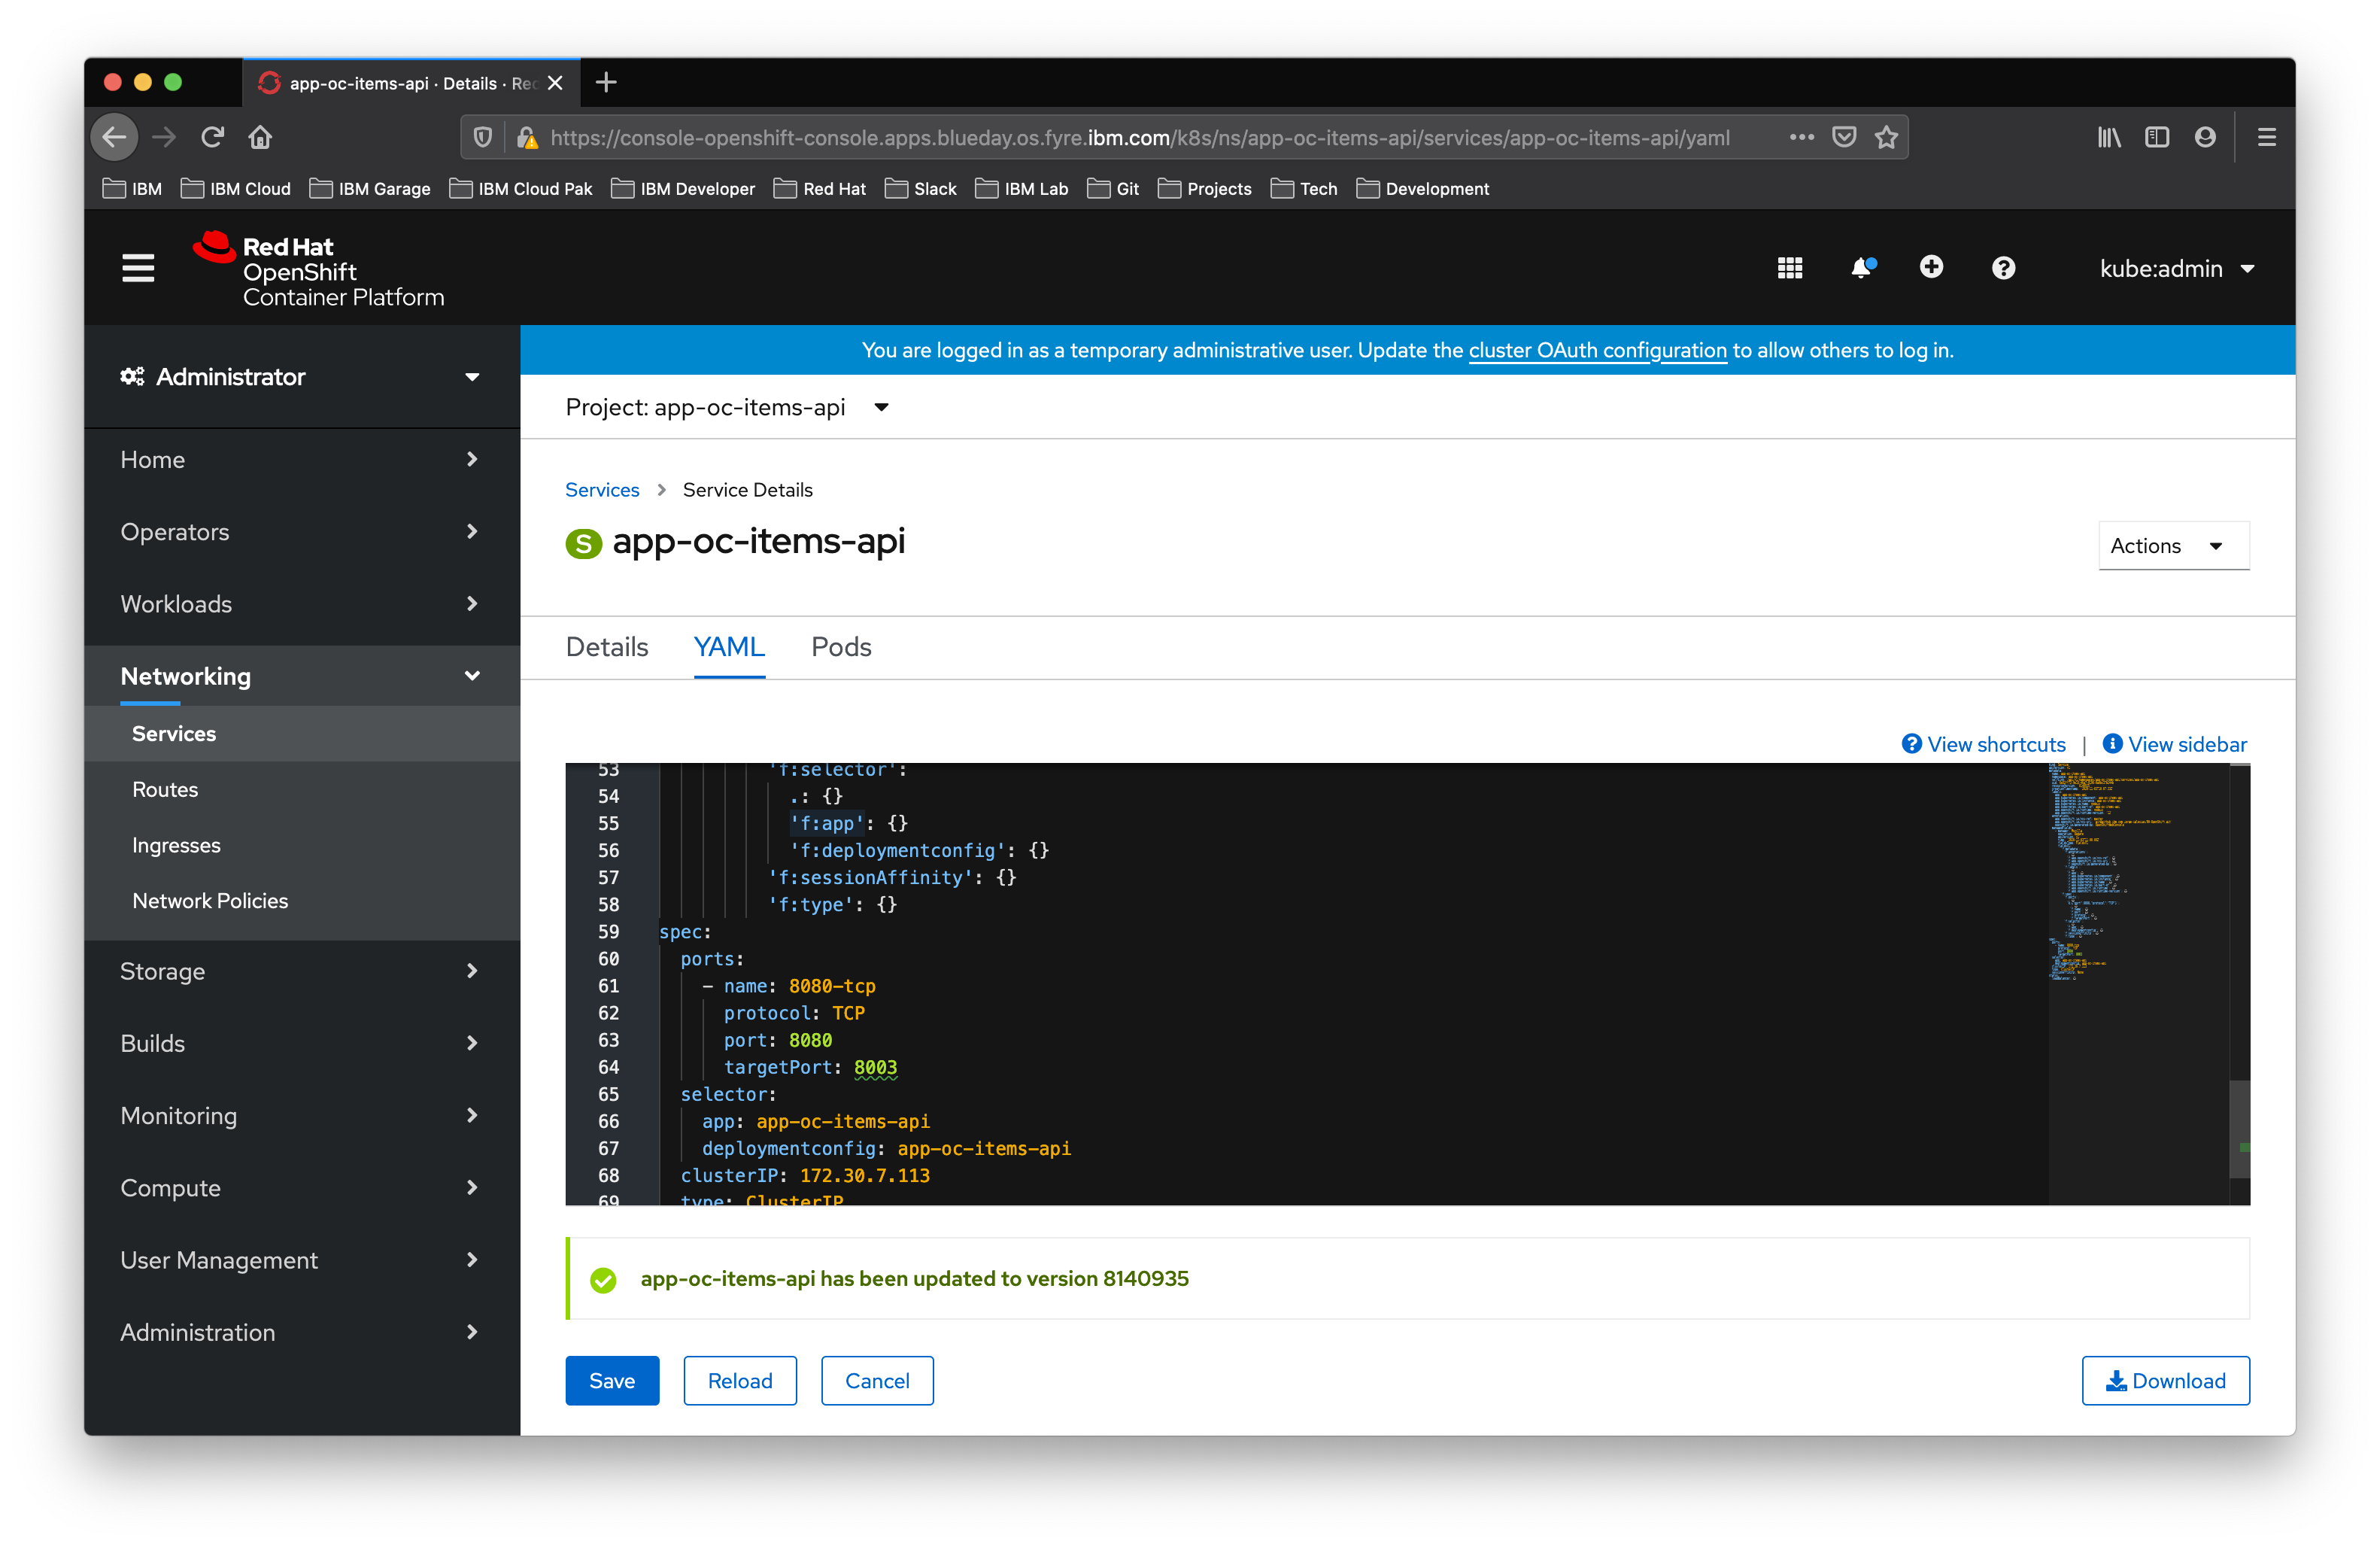 app-oc-items-api · Details · Rec
https://console-openshift-console.apps.blueday.os.fyre.ibm.com/k8s/ns/app-oc-items-api/services/app-oc-items-api/yaml
IBM IBM Cloud IBM Garage IBM Cloud Pak IBM Developer Red Hat Slack IBM Lab Git Projects Tech Development
Red Hat
OpenShift
Container Platform
kube:admin
You are logged in as a temporary administrative user. Update the cluster OAuth configuration to allow others to log in.
Administrator
Home
Operators
Workloads
Networking
Services
Routes
Ingresses
Network Policies
Storage
Builds
Monitoring
Compute
User Management
Administration
Project: app-oc-items-api
Services > Service Details
S app-oc-items-api
Actions
Details YAML Pods
View shortcuts | View sidebar
53 'f:selector':
54 .: {}
55 'f:app': {}
56 'f:deploymentconfig': {}
57 'f:sessionAffinity': {}
58 'f:type': {}
59 spec:
60 ports:
61 - name: 8080-tcp
62 protocol: TCP
63 port: 8080
64 targetPort: 8003
65 selector:
66 app: app-oc-items-api
67 deploymentconfig: app-oc-items-api
68 clusterIP: 172.30.7.113
69 type: ClusterIP
app-oc-items-api has been updated to version 8140935
Save Reload Cancel Download